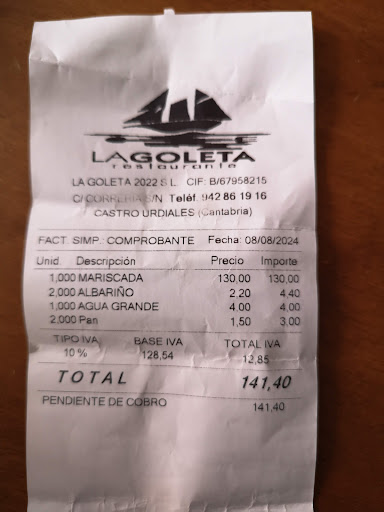 LAGOLETA
restaurante
LA GOLETA 2022 S.L. CIF: B/67958215
C/ CORRERIA S/N Teléf. 942 86 19 16
CASTRO URDIALES (Cantabria)
FACT. SIMP. COMPROBANTE Fecha: 08/08/2024
Unid. Descripción Precio Importe
1,000 MARISCADA 130,00 130,00
2,000 ALBARIÑO 2,20 4,40
1,000 AGUA GRANDE 4,00 4,00
2,000 Pan 1,50 3,00
TIPO IVA BASE IVA TOTAL IVA
10 % 128,54 12,85
TOTAL 141,40
PENDIENTE DE COBRO 141,40